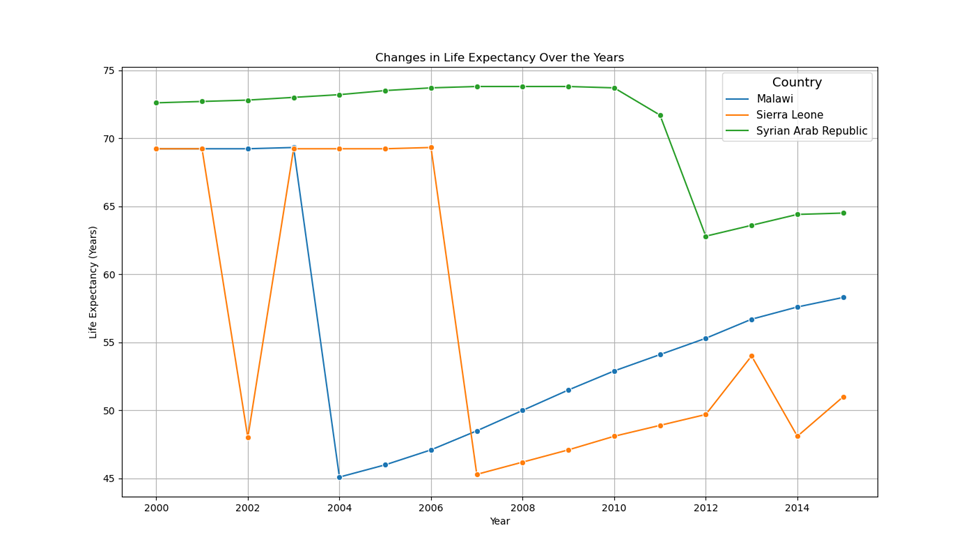 Changes in Life Expectancy Over the Years
75
70
65
60
55
50
45
Life Expectancy (Years)
Country
Malawi
Sierra Leone
Syrian Arab Republic
2000 2002 2004 2006 2008 2010 2012 2014
Year